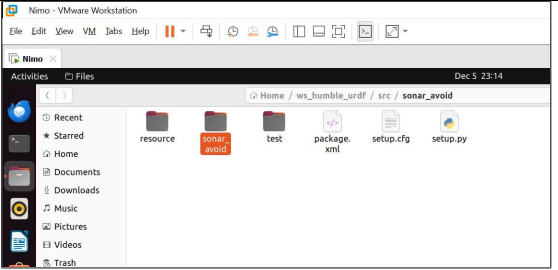 Nimo - VMware Workstation
File Edit View VM Tabs Help
Nimo
Activities Files Dec 5 23:14
Home / ws_humble_urdf / src / sonar_avoid
Recent
Starred
Home
Documents
Downloads
Music
Pictures
Videos
Trash
resource
sonar_
avoid
test
package.
xml
setup.cfg
setup.py